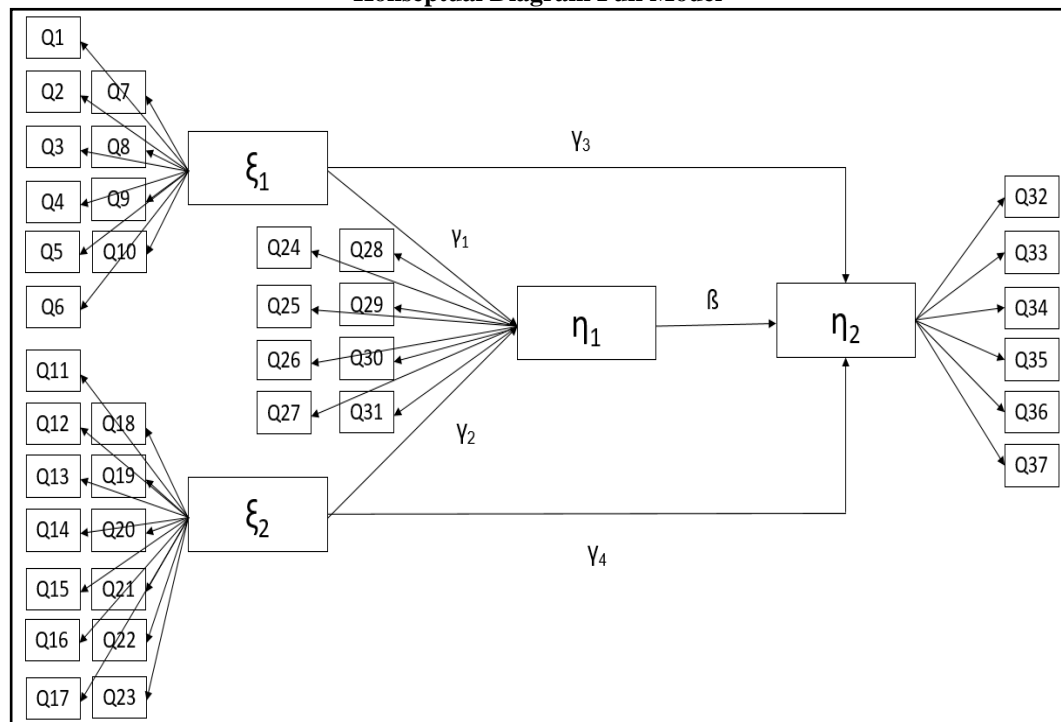 Konseptual Diagram Full Model
Q1
Q2 Q7
Q3 Q8
Q4 Q9
Q5 Q10
Q6
ξ1
γ3
γ1
Q24 Q28
Q25 Q29
Q26 Q30
Q27 Q31
η1
ß
η2
Q32
Q33
Q34
Q35
Q36
Q37
Q11
Q12 Q18
Q13 Q19
Q14 Q20
Q15 Q21
Q16 Q22
Q17 Q23
ξ2
γ2
γ4